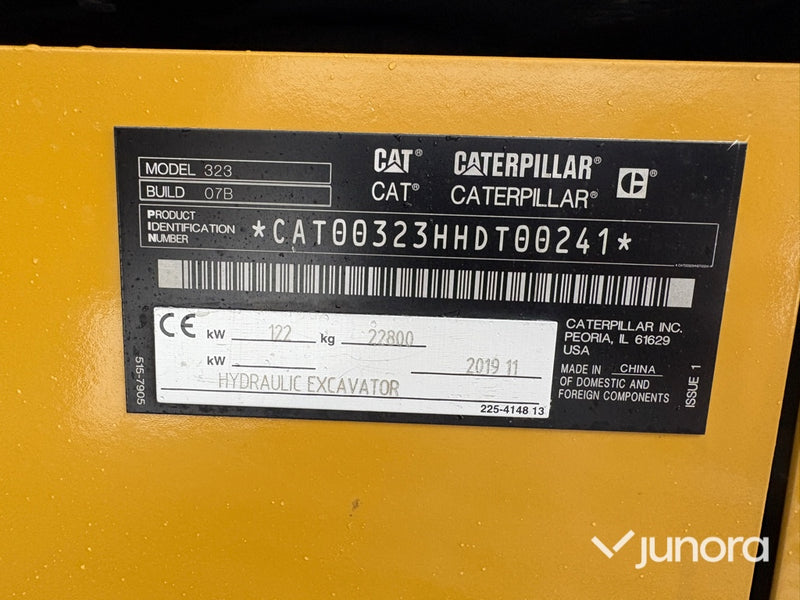 MODEL 323
BUILD 07B
CAT® CATERPILLAR®
CAT® CATERPILLAR® C
PRODUCT
IDENTIFICATION
NUMBER
*CAT00323HHDT00241*
CE kW 122 kg 22800
kW 2019 11
HYDRAULIC EXCAVATOR
225-4148 13
515-7905
CATERPILLAR INC.
PEORIA, IL 61629
USA
MADE IN CHINA
OF DOMESTIC AND
FOREIGN COMPONENTS
ISSUE 1
junora